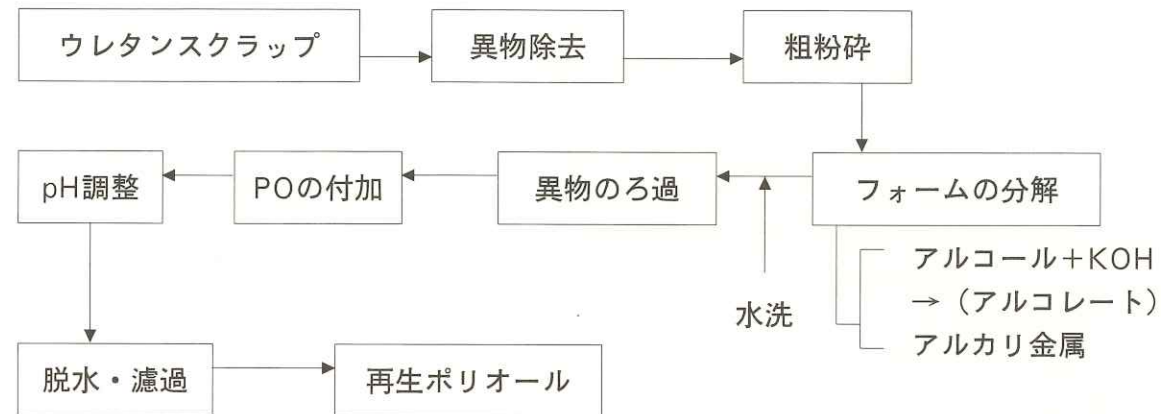 ウレタンスクラップ
異物除去
粗粉砕
pH調整
POの付加
異物のろ過
フォームの分解
水洗
アルコール+KOH
→(アルコレート)
アルカリ金属
脱水・濾過
再生ポリオール